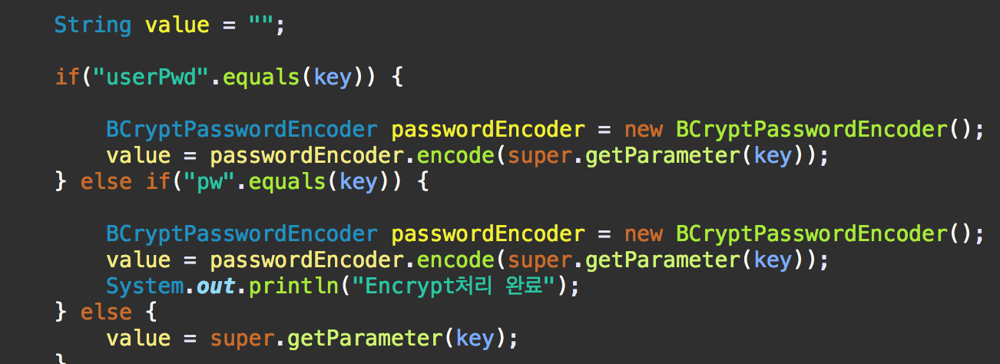 String value = "";
if("userPwd".equals(key)) {
BCryptPasswordEncoder passwordEncoder = new BCryptPasswordEncoder();
value = passwordEncoder.encode(super.getParameter(key));
} else if("pw".equals(key)) {
BCryptPasswordEncoder passwordEncoder = new BCryptPasswordEncoder();
value = passwordEncoder.encode(super.getParameter(key));
System.out.println("Encrypt처리 완료");
} else {
value = super.getParameter(key);
}